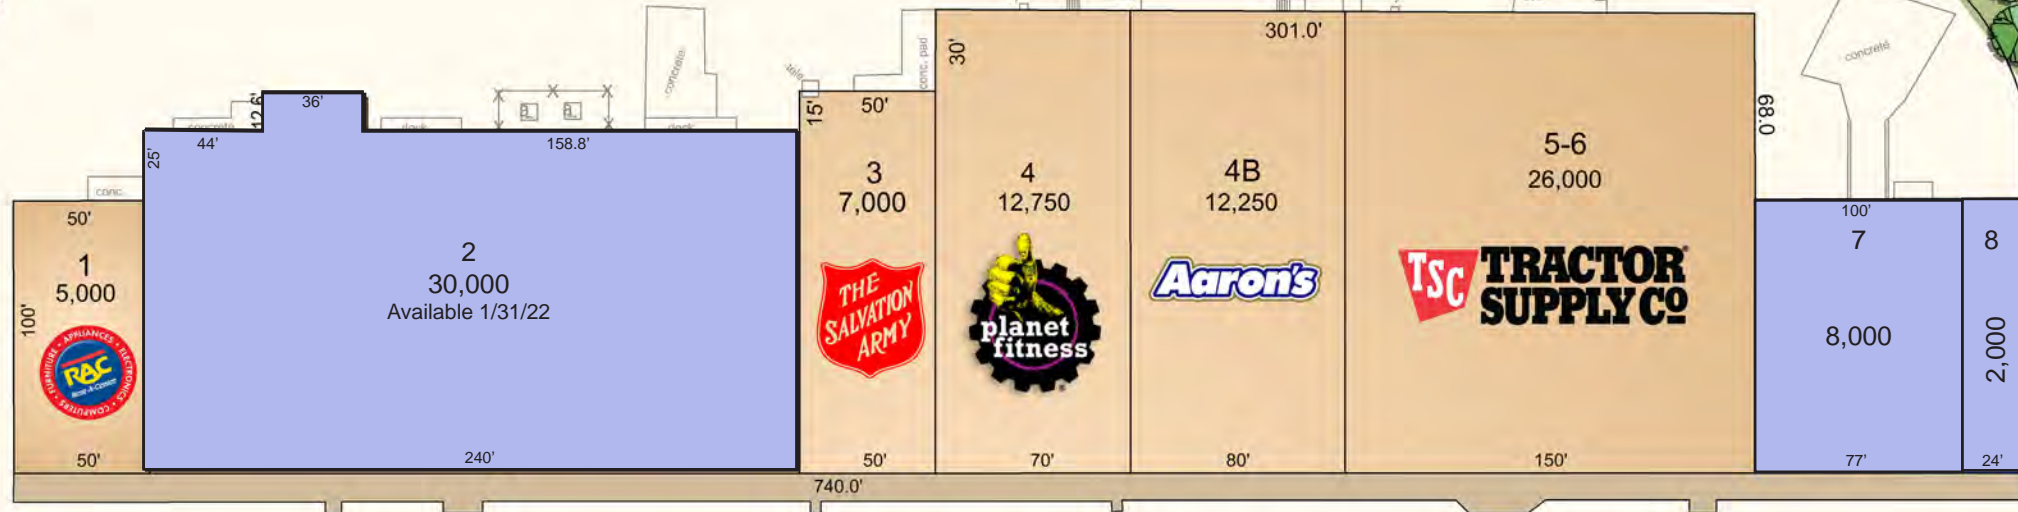 301.0'
30'
conc. pad
concrete
concrete
tele
36'
12.6'
concrete
dock
dock
15'
50'
68.0
44'
158.8'
25'
conc.
50'
1
5,000
100'
FURNITURE • APPLIANCES • ELECTRONICS • COMPUTERS •
RAC
Rent-A-Center
50'
2
30,000
Available 1/31/22
240'
3
7,000
THE
SALVATION
ARMY
50'
4
12,750
planet
fitness
70'
4B
12,250
Aaron's
80'
5-6
26,000
TSC
TRACTOR
SUPPLY CO
150'
100'
7
8,000
77'
8
2,000
24'
740.0'